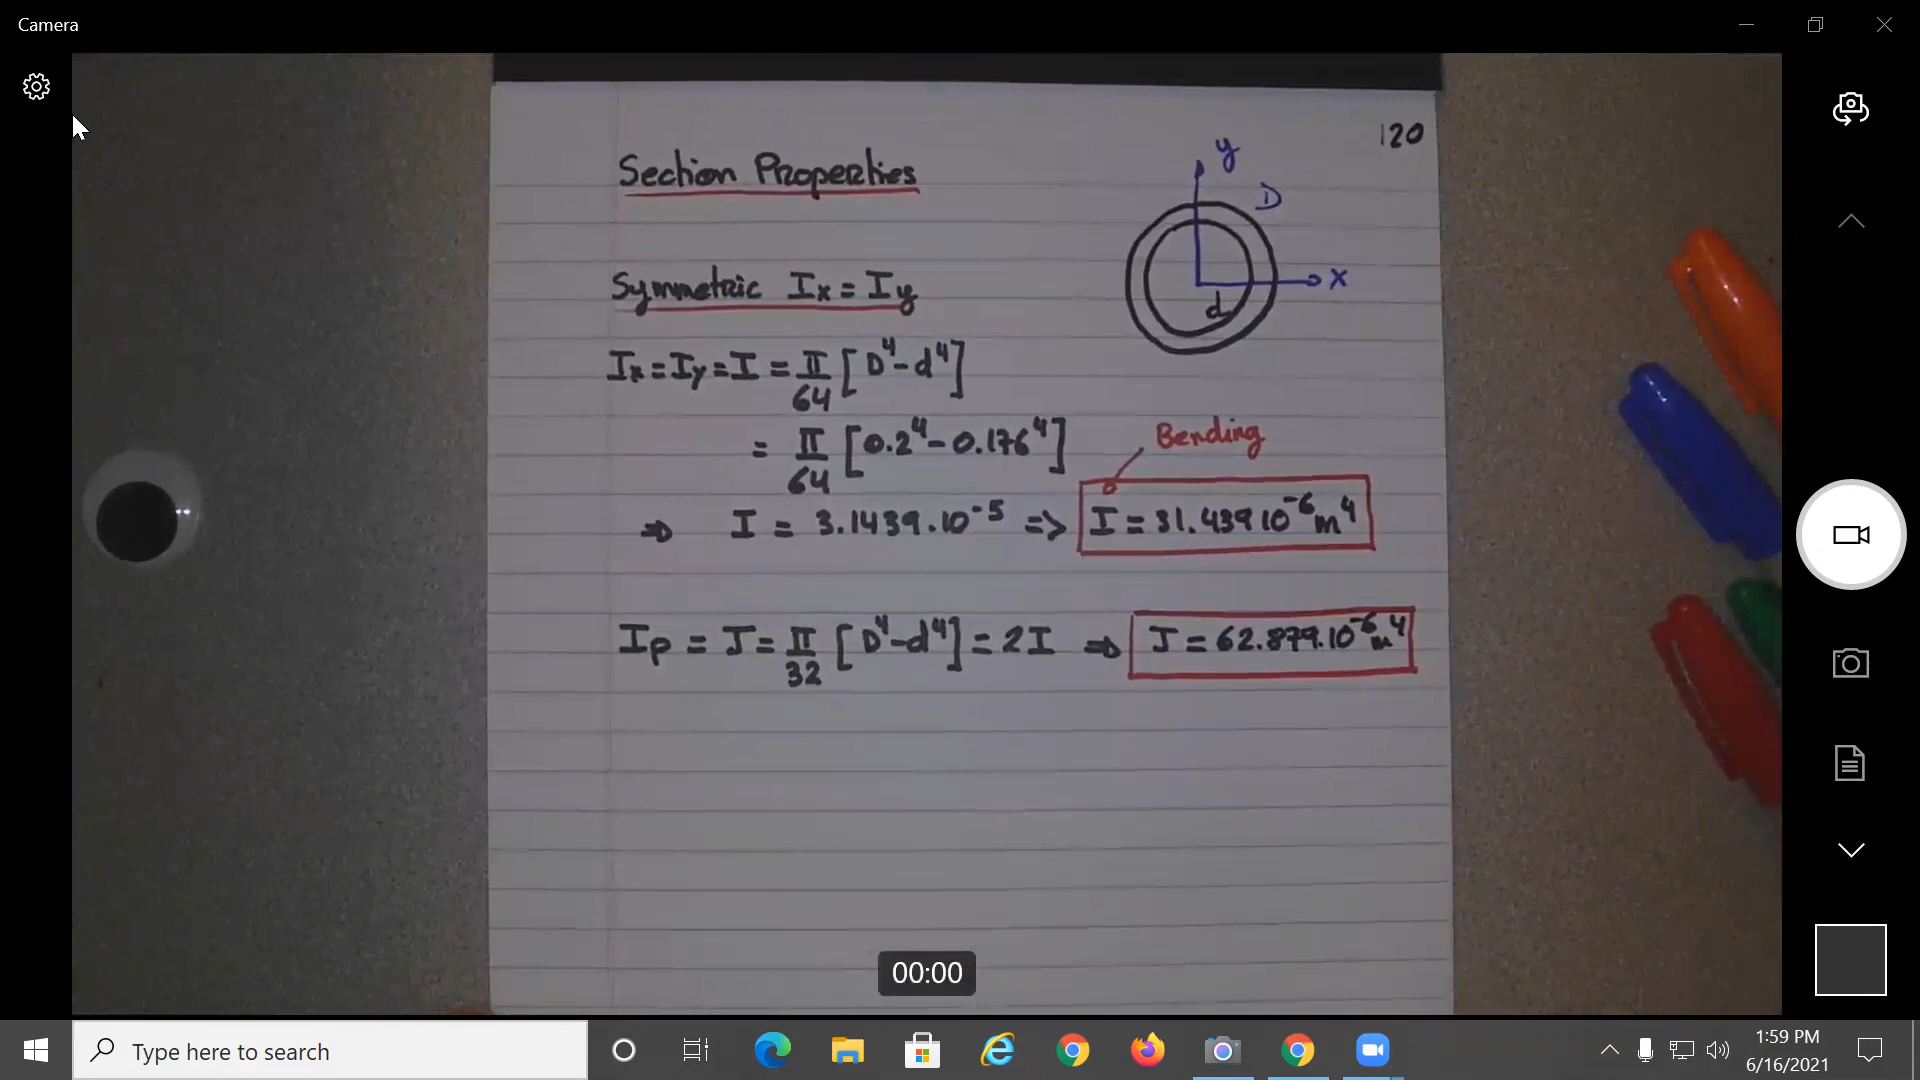 Camera
120
Section Properties
y
D
x
d
Symmetric Ix = Iy
Ix = Iy = I = π/64 [D⁴ - d⁴]
= π/64 [0.2⁴ - 0.176⁴]
Bending
⇒ I = 3.1439.10⁻⁵ => I = 31.439 10⁻⁶ m⁴
Ip = J = π/32 [D⁴ - d⁴] = 2I ⇒ J = 62.879.10⁻⁶ m⁴
00:00
Type here to search
1:59 PM
6/16/2021